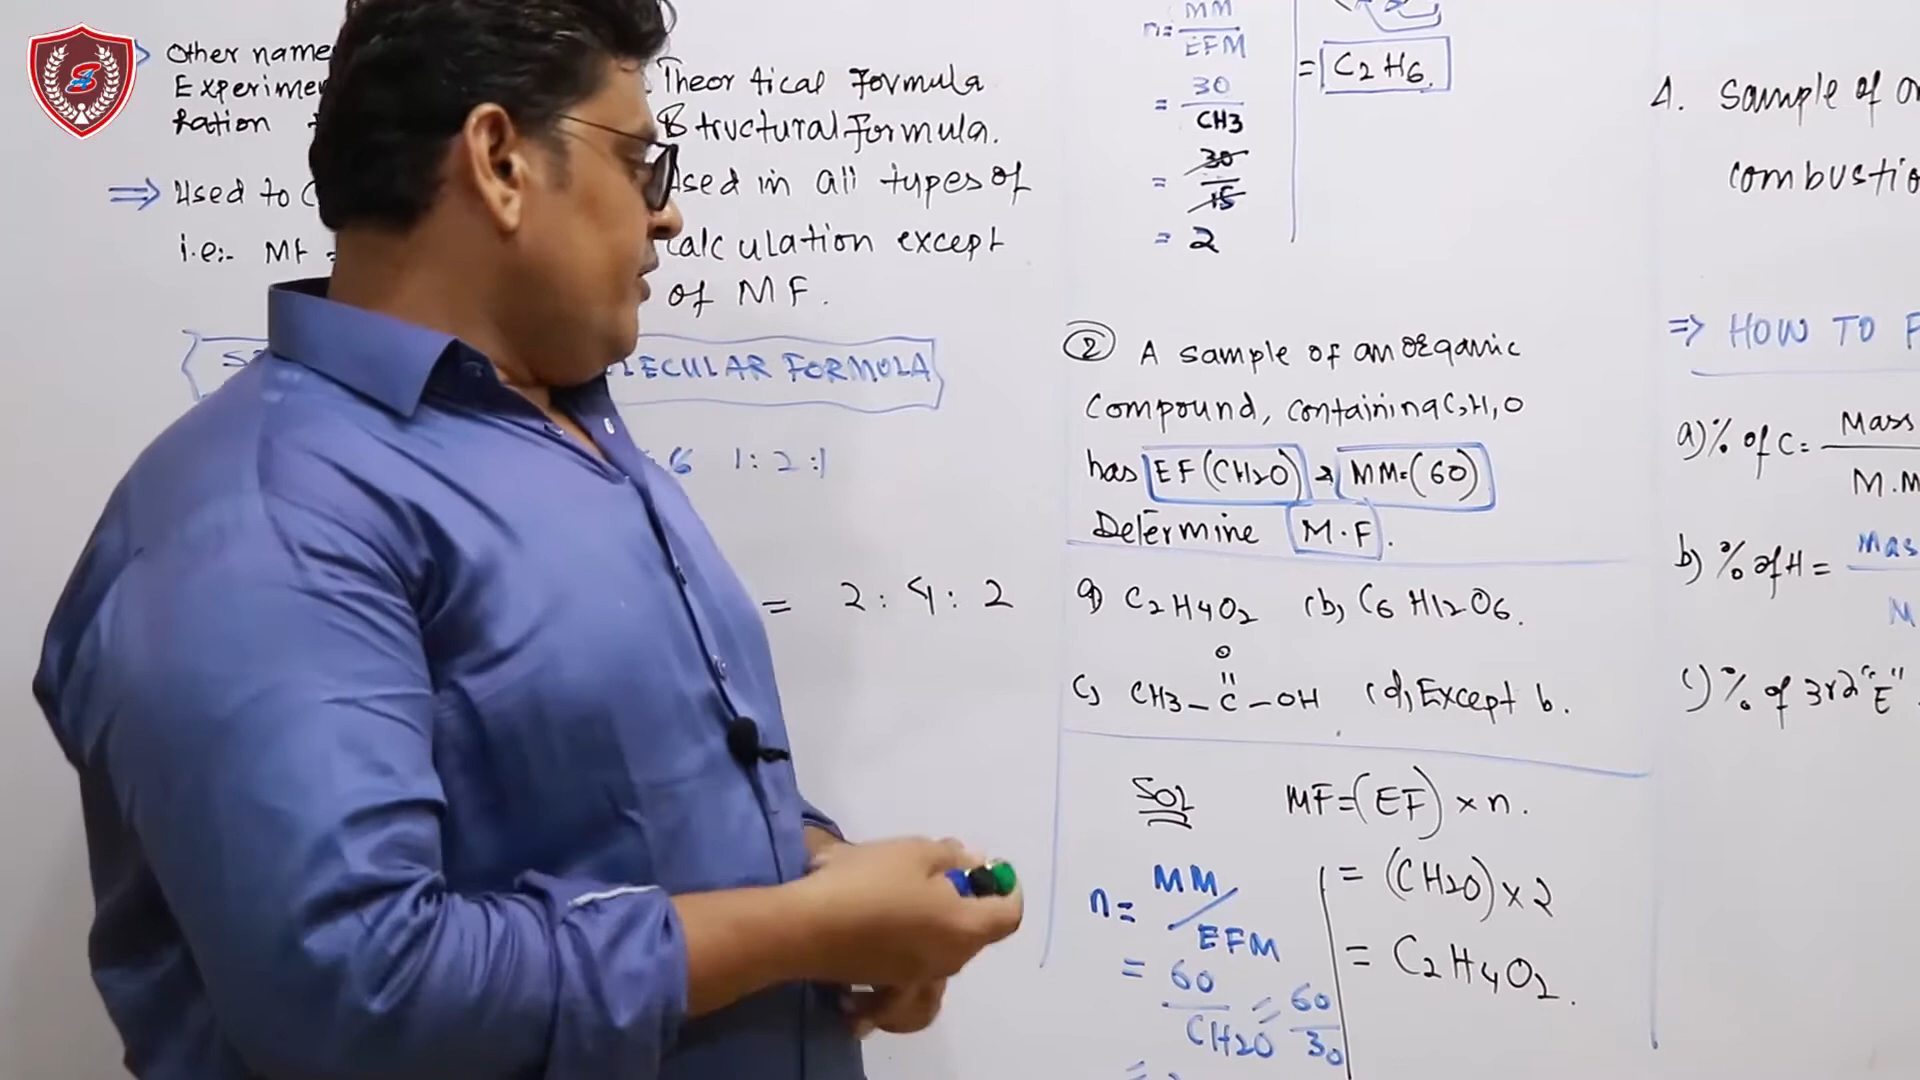 Other name
Experime
Ration
⇒ Used to
i.e:- Mf =
Theortical Formula
Structural Formula.
Used in all types of
Calculation except
of MF.
LECULAR FORMULA
6 1:2:1
= 2:4:2
n= MM
EFM
= 30
CH3
= 30
15
= 2
= C2H6.
② A sample of an organic
Compound, containing C,H,O
has EF(CH2O) & MM=(60)
Determine M.F.
a) C2H4O2 (b) C6H12O6.
O
c) CH3-C-OH (d) Except b.
Sol MF=(EF)×n.
n= MM/EFM
= 60/CH2O = 60/30
= (CH2O)×2
= C2H4O2.
4. Sample of
combustio
⇒ HOW TO F
a) % of C= Mass
M.M
b) % of H = Mas
M
c) % of 3rd "E"